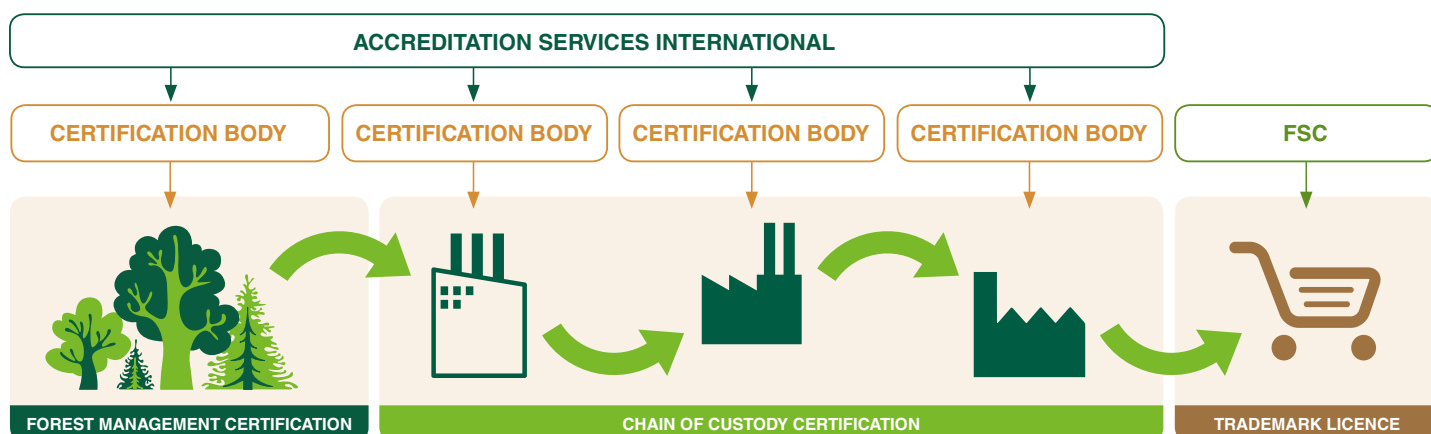 ACCREDITATION SERVICES INTERNATIONAL
CERTIFICATION BODY
CERTIFICATION BODY
CERTIFICATION BODY
CERTIFICATION BODY
FSC
FOREST MANAGEMENT CERTIFICATION
CHAIN OF CUSTODY CERTIFICATION
TRADEMARK LICENCE